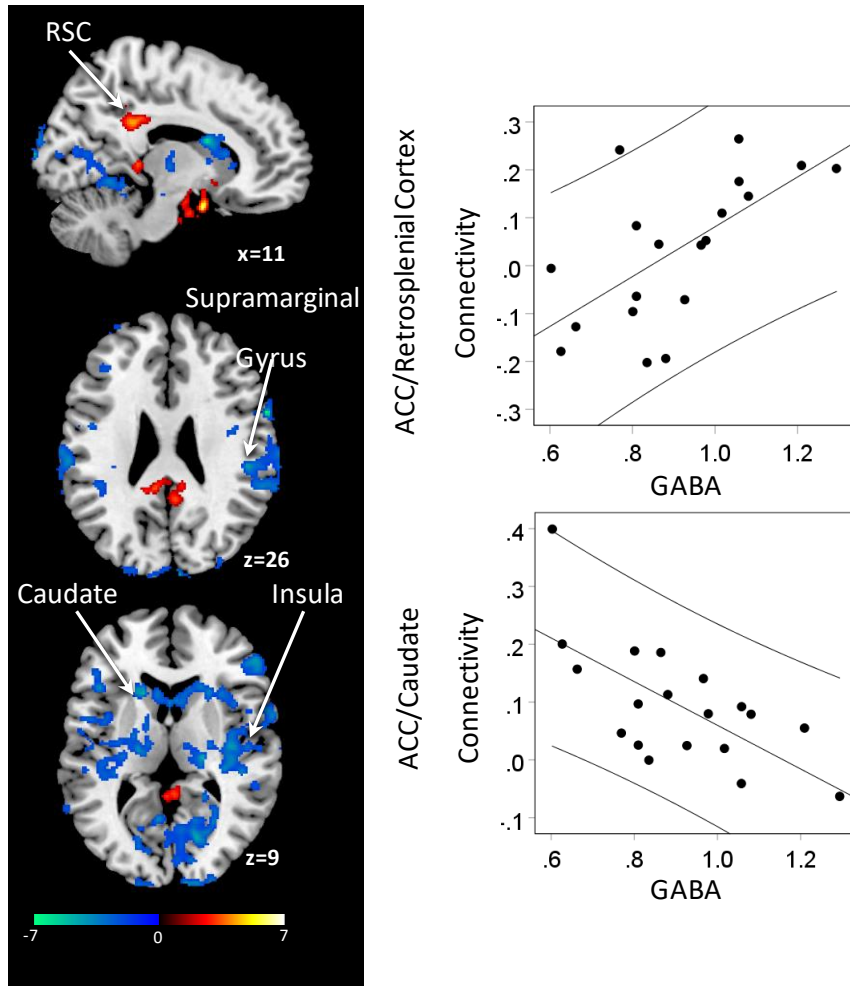 RSC
x=11
Supramarginal
Gyrus
z=26
Caudate
Insula
z=9
-7
0
7
ACC/Retrosplenial Cortex
Connectivity
.3
.2
.1
.0
-.1
-.2
-.3
.6
.8
1.0
1.2
GABA
ACC/Caudate
Connectivity
.4
.3
.2
.1
.0
-.1
.6
.8
1.0
1.2
GABA